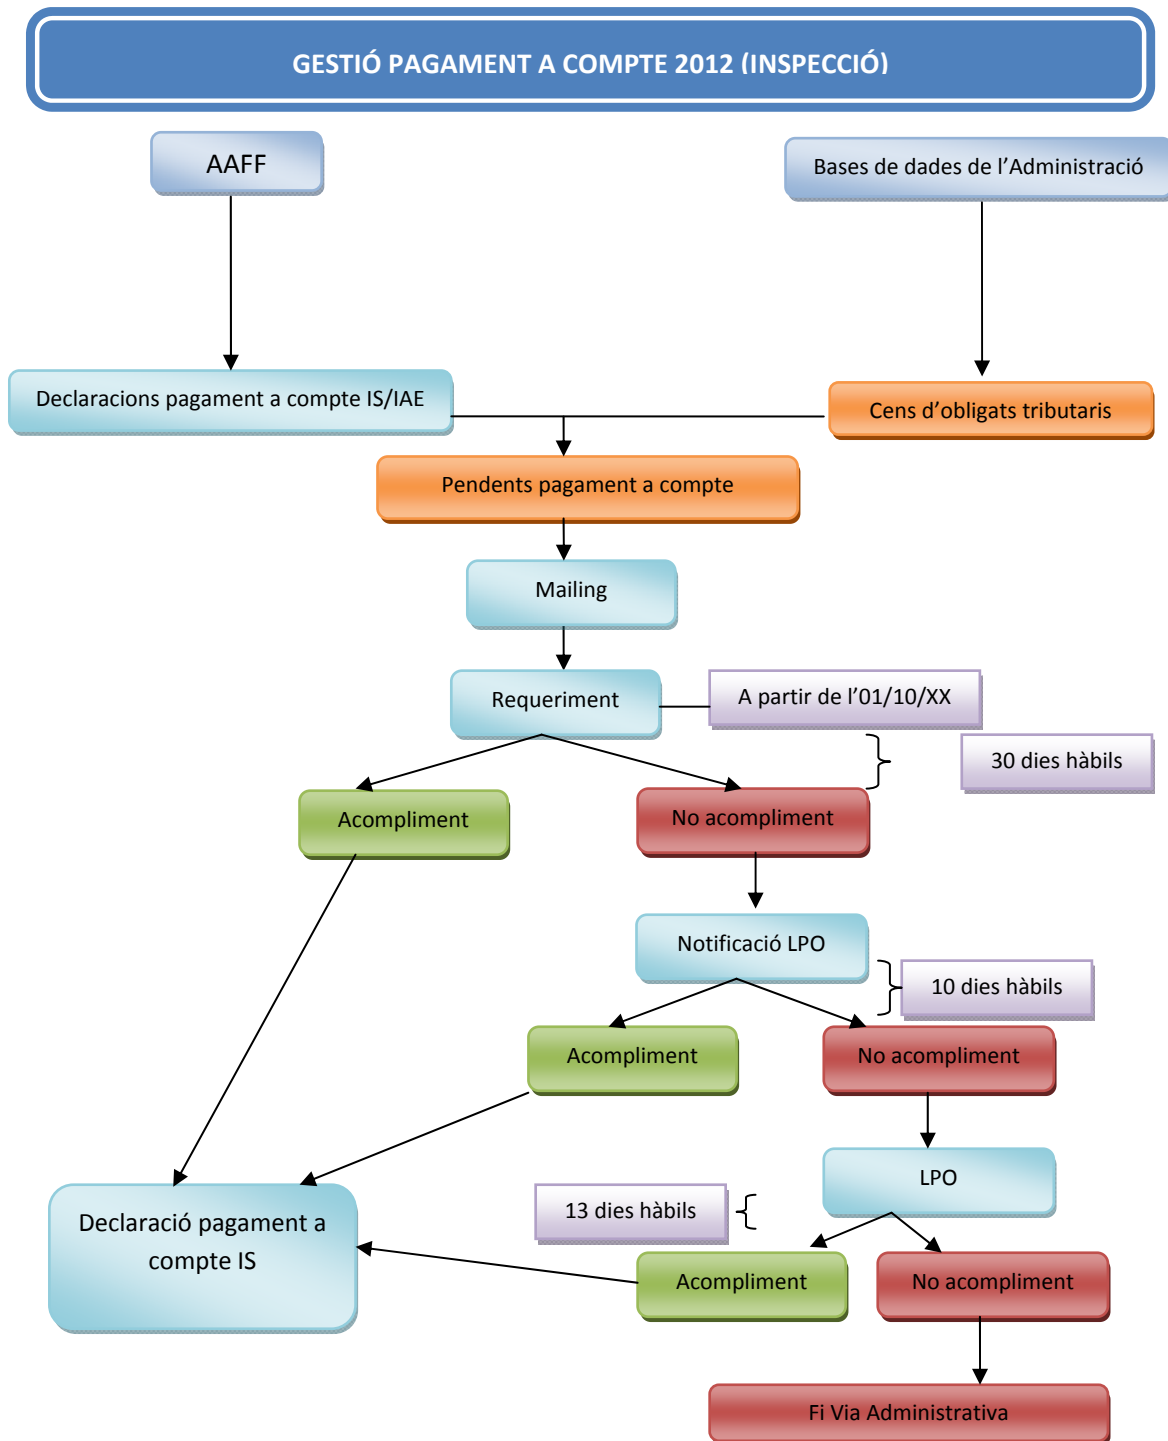 GESTIÓ PAGAMENT A COMPTE 2012 (INSPECCIÓ)
AAFF
Bases de dades de l’Administració
Declaracions pagament a compte IS/IAE
Cens d’obligats tributaris
Pendents pagament a compte
Mailing
Requeriment
A partir de l’01/10/XX
30 dies hàbils
Acompliment
No acompliment
Notificació LPO
10 dies hàbils
Acompliment
No acompliment
LPO
13 dies hàbils
Declaració pagament a
compte IS
Acompliment
No acompliment
Fi Via Administrativa